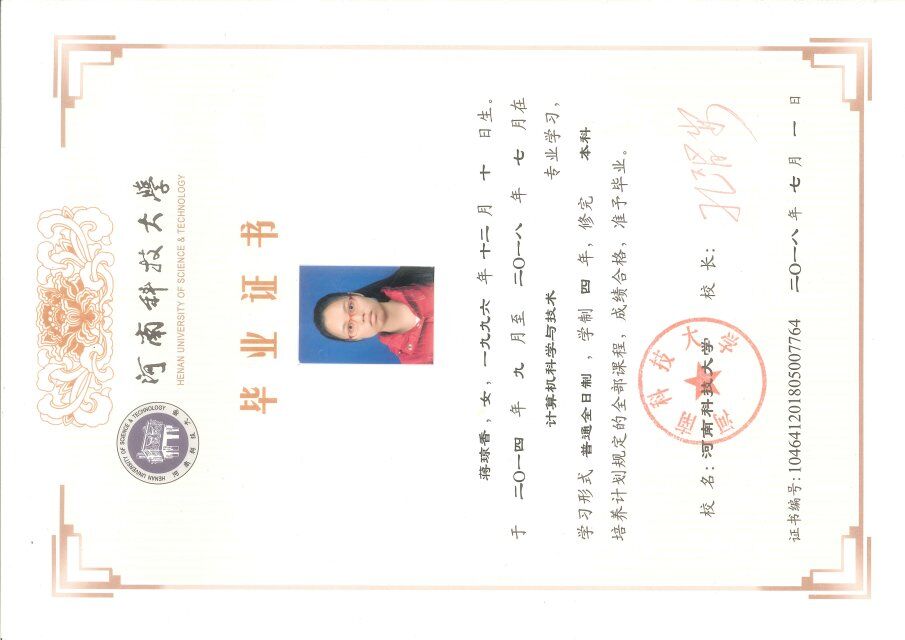 河南科技大学
HENAN UNIVERSITY OF SCIENCE & TECHNOLOGY
HENAN UNIVERSITY OF SCIENCE & TECHNOLOGY
河南科技大学
毕业证书
蒋琼香，女，一九九六年十二月十日生。
于二〇一四年九月至二〇一八年七月在
计算机科学与技术专业学习，
学习形式普通全日制，学制四年，修完本科
培养计划规定的全部课程，成绩合格，准予毕业。
河南科技大学
校名：河南科技大学 校长：
证书编号：104641201805007764 二〇一八年七月一日